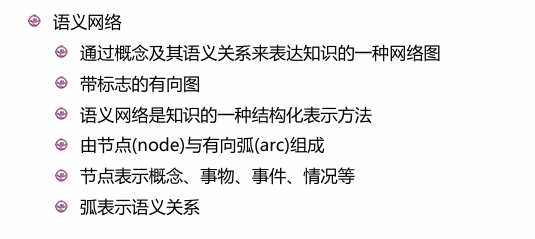 语义网络
通过概念及其语义关系来表达知识的一种网络图
带标志的有向图
语义网络是知识的一种结构化表示方法
由节点(node)与有向弧(arc)组成
节点表示概念、事物、事件、情况等
弧表示语义关系